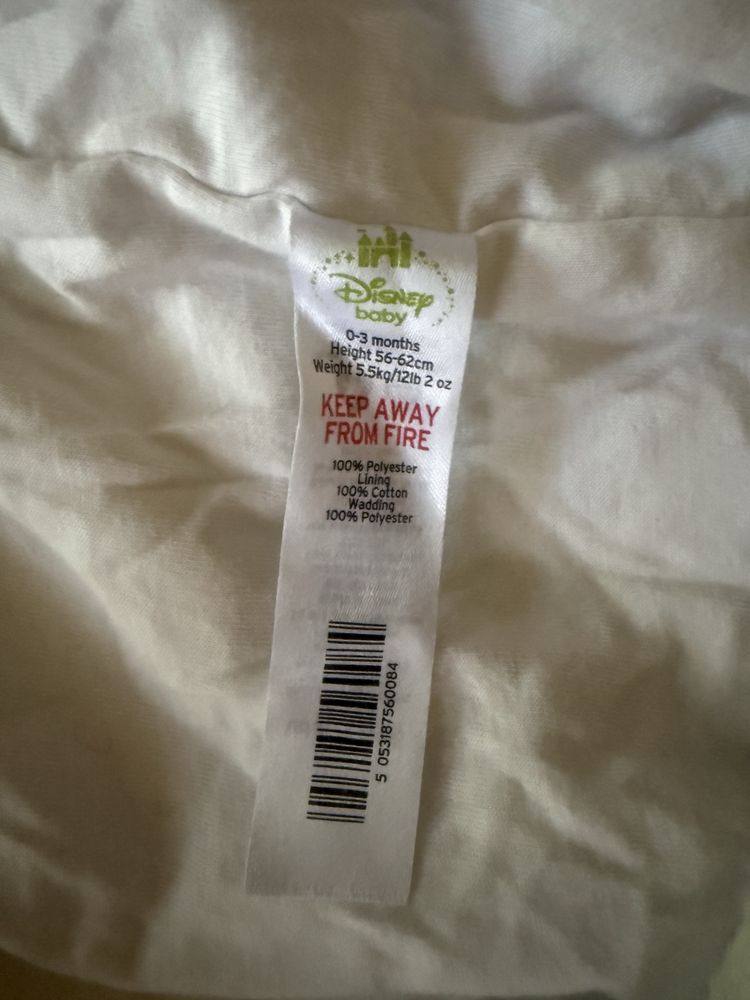 Disney
baby
0-3 months
Height 56-62cm
Weight 5.5kg/12lb 2 oz
KEEP AWAY
FROM FIRE
100% Polyester
Lining
100% Cotton
Wadding
100% Polyester
5 053187560084